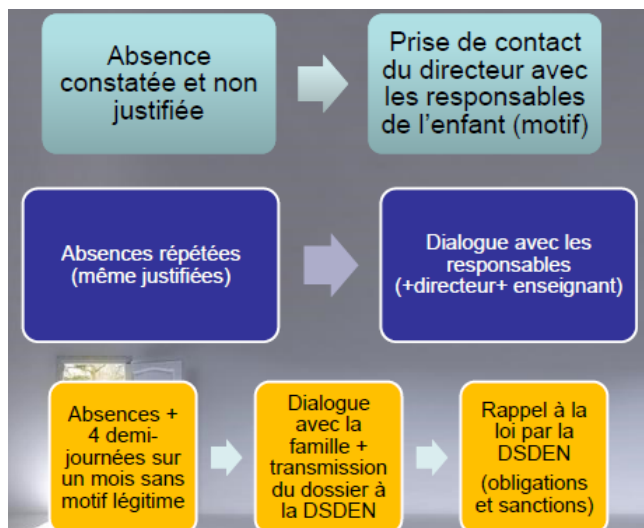 Absence
constatée et non
justifiée
Prise de contact
du directeur avec
les responsables
de l'enfant (motif)
Absences répétées
(même justifiées)
Dialogue avec les
responsables
(+directeur+ enseignant)
Absences +
4 demi-
journées sur
un mois sans
motif légitime
Dialogue
avec la
famille +
transmission
du dossier à
la DSDEN
Rappel à la
loi par la
DSDEN
(obligations
et sanctions)